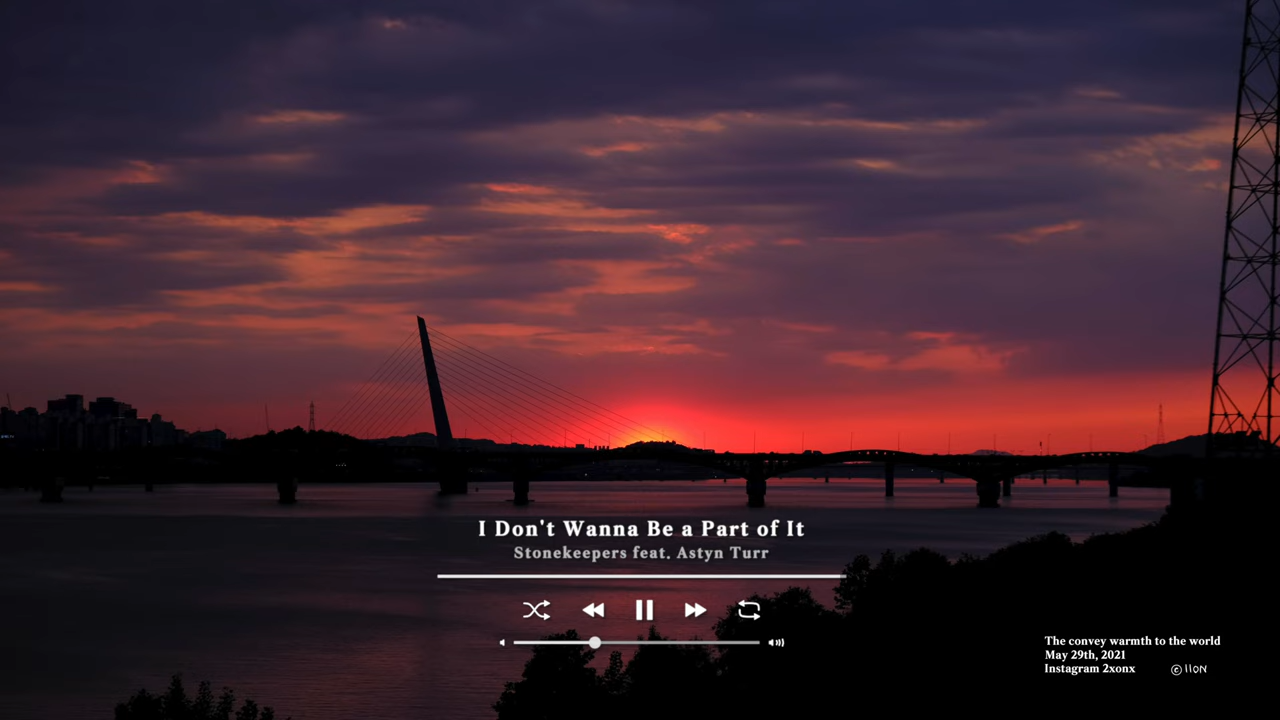 I Don't Wanna Be a Part of It
Stonekeepers feat. Astyn Turr
The convey warmth to the world
May 29th, 2021
Instagram 2xonx
© llON